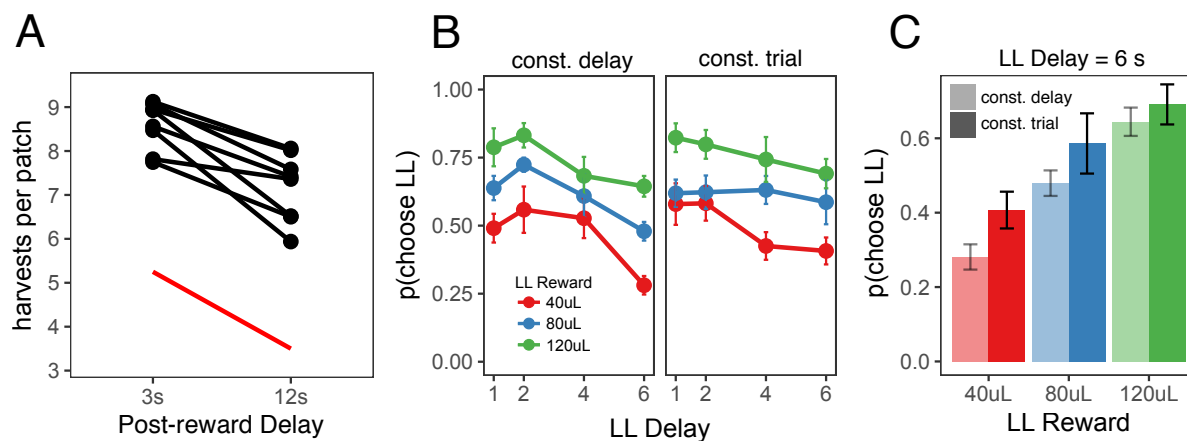 A
harvests per patch
9
8
7
6
5
4
3
3s
12s
Post-reward Delay
B
const. delay
const. trial
p(choose LL)
1.00
0.75
0.50
0.25
0.00
LL Reward
40uL
80uL
120uL
1
2
4
6
1
2
4
6
LL Delay
C
LL Delay = 6 s
const. delay
const. trial
p(choose LL)
0.6
0.4
0.2
0.0
40uL
80uL
120uL
LL Reward